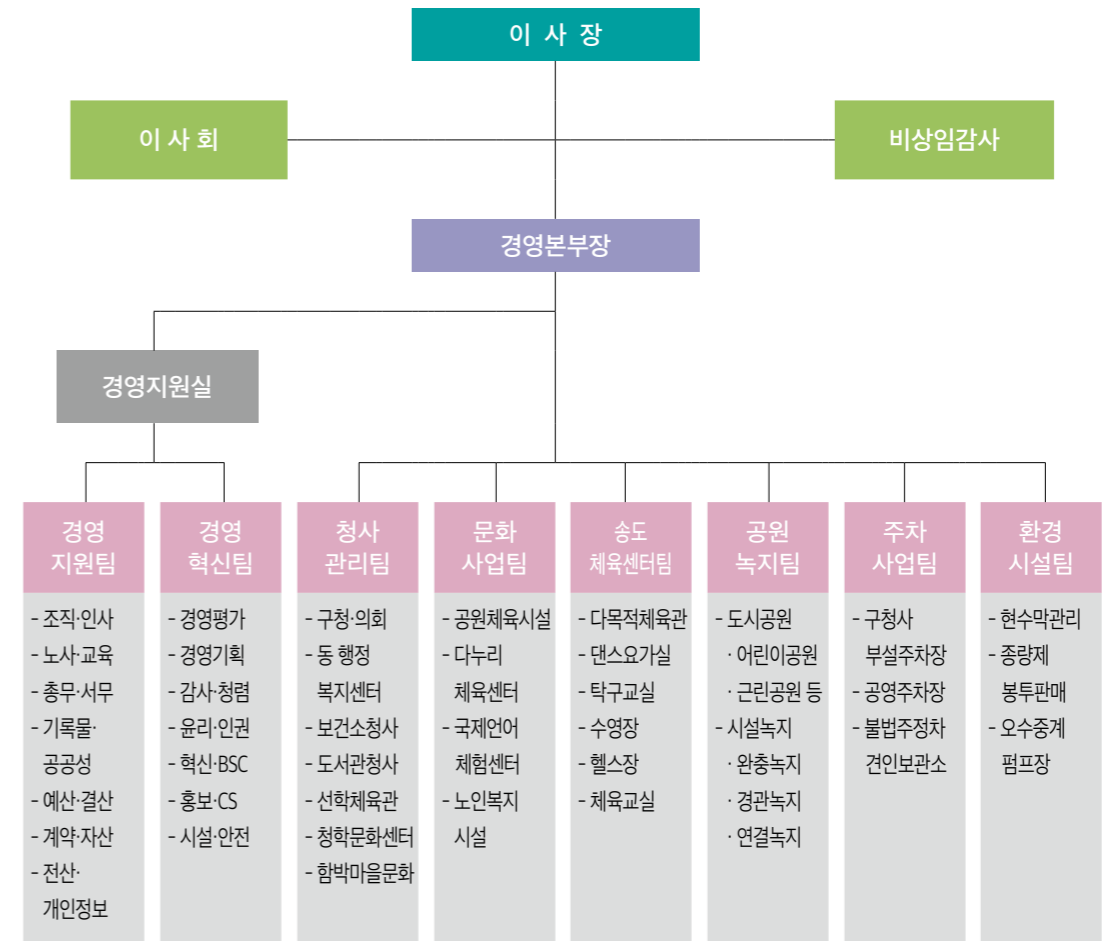 이 사 장
이 사 회
비상임감사
경영본부장
경영지원실
경영
지원팀
- 조직·인사
- 노사·교육
- 총무·서무
- 기록물·
공공성
- 예산·결산
- 계약·자산
- 전산·
개인정보
경영
혁신팀
- 경영평가
- 경영기획
- 감사·청렴
- 윤리·인권
- 혁신·BSC
- 홍보·CS
- 시설·안전
청사
관리팀
- 구청·의회
- 동 행정
복지센터
- 보건소청사
- 도서관청사
- 선학체육관
- 청학문화센터
- 함박마을문화
문화
사업팀
- 공원체육시설
- 다누리
체육센터
- 국제언어
체험센터
- 노인복지
시설
송도
체육센터팀
- 다목적체육관
- 댄스요가실
- 탁구교실
- 수영장
- 헬스장
- 체육교실
공원
녹지팀
- 도시공원
· 어린이공원
· 근린공원 등
- 시설녹지
· 완충녹지
· 경관녹지
· 연결녹지
주차
사업팀
- 구청사
부설주차장
- 공영주차장
- 불법주정차
견인보관소
환경
시설팀
- 현수막관리
- 종량제
봉투판매
- 오수중계
펌프장